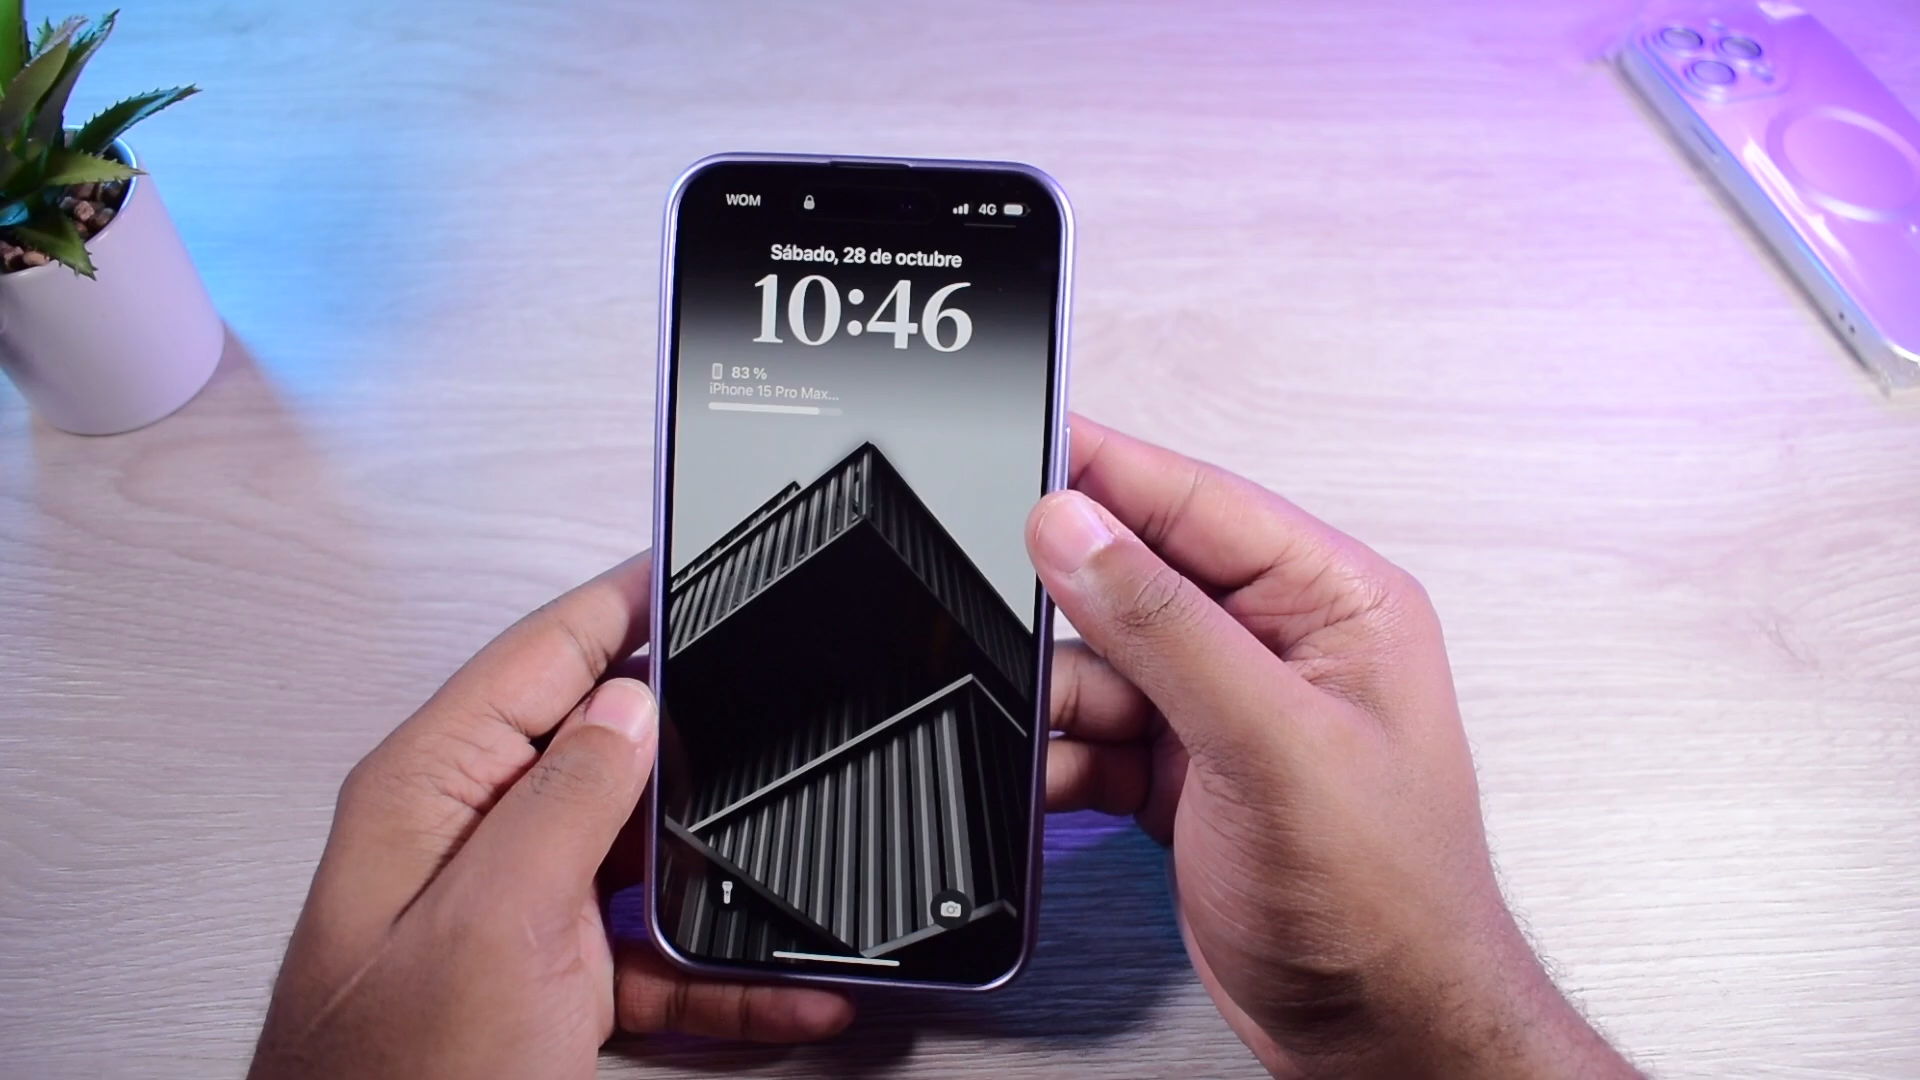 WOM
4G
Sábado, 28 de octubre
10:46
83 %
iPhone 15 Pro Max...